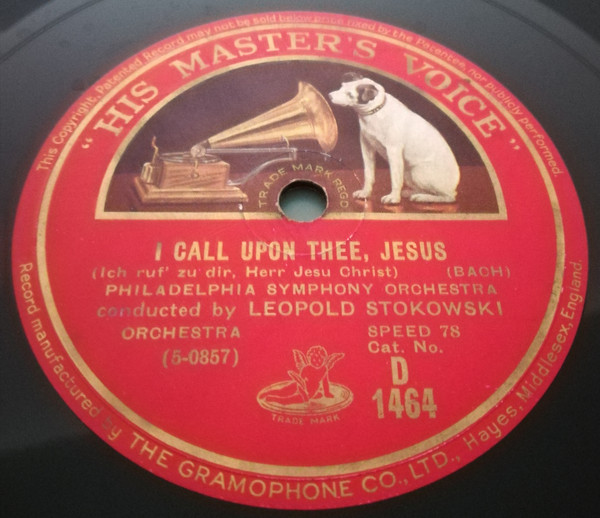 This Copyright, Patented Record may not be sold below price fixed by the Patentee, nor publicly performed.
"HIS MASTER'S VOICE"
TRADE MARK REGD
I CALL UPON THEE, JESUS
(Ich ruf' zu dir, Herr Jesu Christ) (BACH)
PHILADELPHIA SYMPHONY ORCHESTRA
conducted by LEOPOLD STOKOWSKI
ORCHESTRA SPEED 78
(5-0857) Cat. No.
D
1464
TRADE MARK
Record manufactured by THE GRAMOPHONE CO., LTD., Hayes, Middlesex, England.